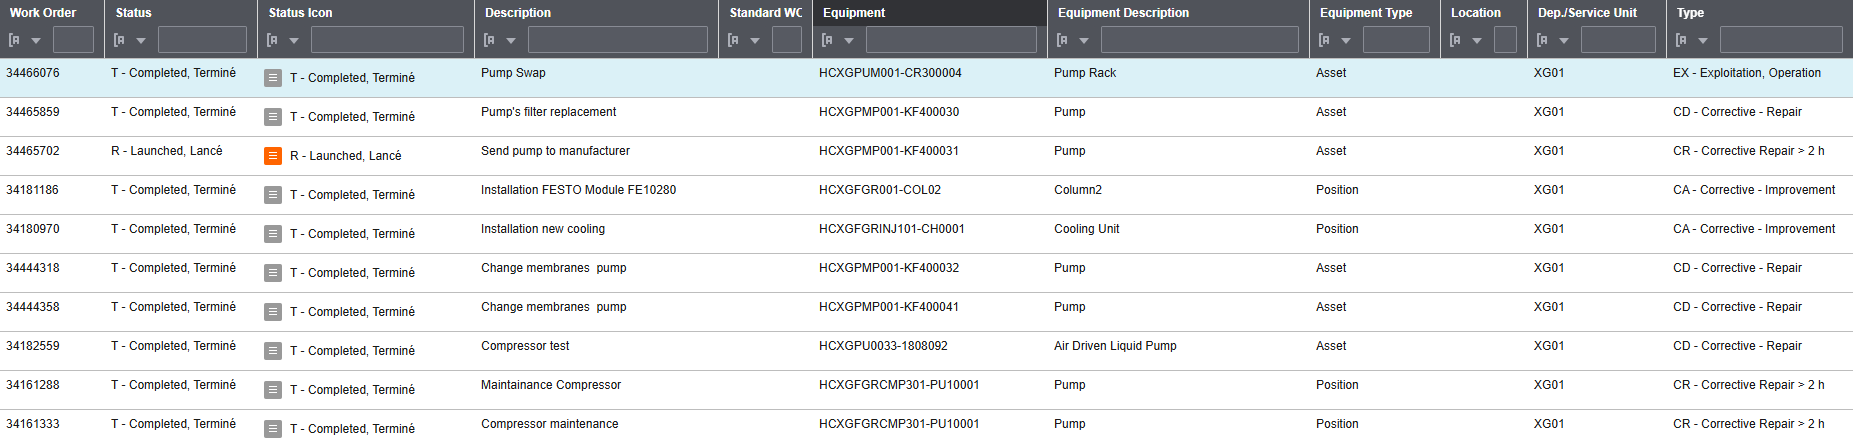 Work Order Status Status Icon Description Standard WC Equipment Equipment Description Equipment Type Location Dep./Service Unit Type
34466076 T - Completed, Terminé T - Completed, Terminé Pump Swap HCXGPUM001-CR300004 Pump Rack Asset XG01 EX - Exploitation, Operation
34465859 T - Completed, Terminé T - Completed, Terminé Pump's filter replacement HCXGPMP001-KF400030 Pump Asset XG01 CD - Corrective - Repair
34465702 R - Launched, Lancé R - Launched, Lancé Send pump to manufacturer HCXGPMP001-KF400031 Pump Asset XG01 CR - Corrective Repair > 2 h
34181186 T - Completed, Terminé T - Completed, Terminé Installation FESTO Module FE10280 HCXGFGR001-COL02 Column2 Position XG01 CA - Corrective - Improvement
34180970 T - Completed, Terminé T - Completed, Terminé Installation new cooling HCXGFGRINJ101-CH0001 Cooling Unit Position XG01 CA - Corrective - Improvement
34444318 T - Completed, Terminé T - Completed, Terminé Change membranes  pump HCXGPMP001-KF400032 Pump Asset XG01 CD - Corrective - Repair
34444358 T - Completed, Terminé T - Completed, Terminé Change membranes  pump HCXGPMP001-KF400041 Pump Asset XG01 CD - Corrective - Repair
34182559 T - Completed, Terminé T - Completed, Terminé Compressor test HCXGPU0033-1808092 Air Driven Liquid Pump Asset XG01 CD - Corrective - Repair
34161288 T - Completed, Terminé T - Completed, Terminé Maintainance Compressor HCXGFGRCMP301-PU10001 Pump Position XG01 CR - Corrective Repair > 2 h
34161333 T - Completed, Terminé T - Completed, Terminé Compressor maintenance HCXGFGRCMP301-PU10001 Pump Position XG01 CR - Corrective Repair > 2 h